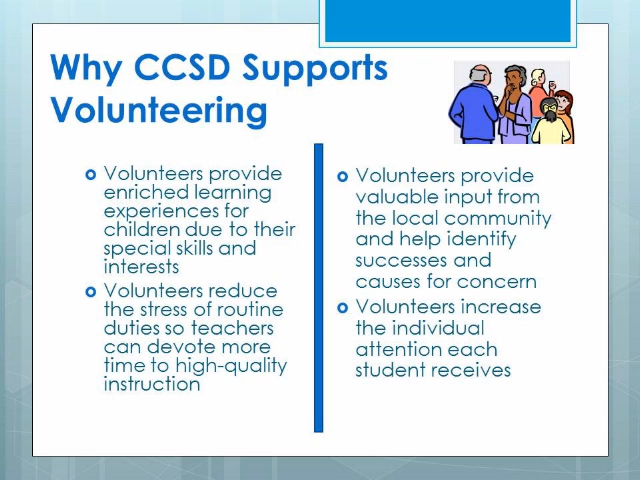 Why CCSD Supports
Volunteering
Volunteers provide
enriched learning
experiences for
children due to their
special skills and
interests
Volunteers reduce
the stress of routine
duties so teachers
can devote more
time to high-quality
instruction
Volunteers provide
valuable input from
the local community
and help identify
successes and
causes for concern
Volunteers increase
the individual
attention each
student receives